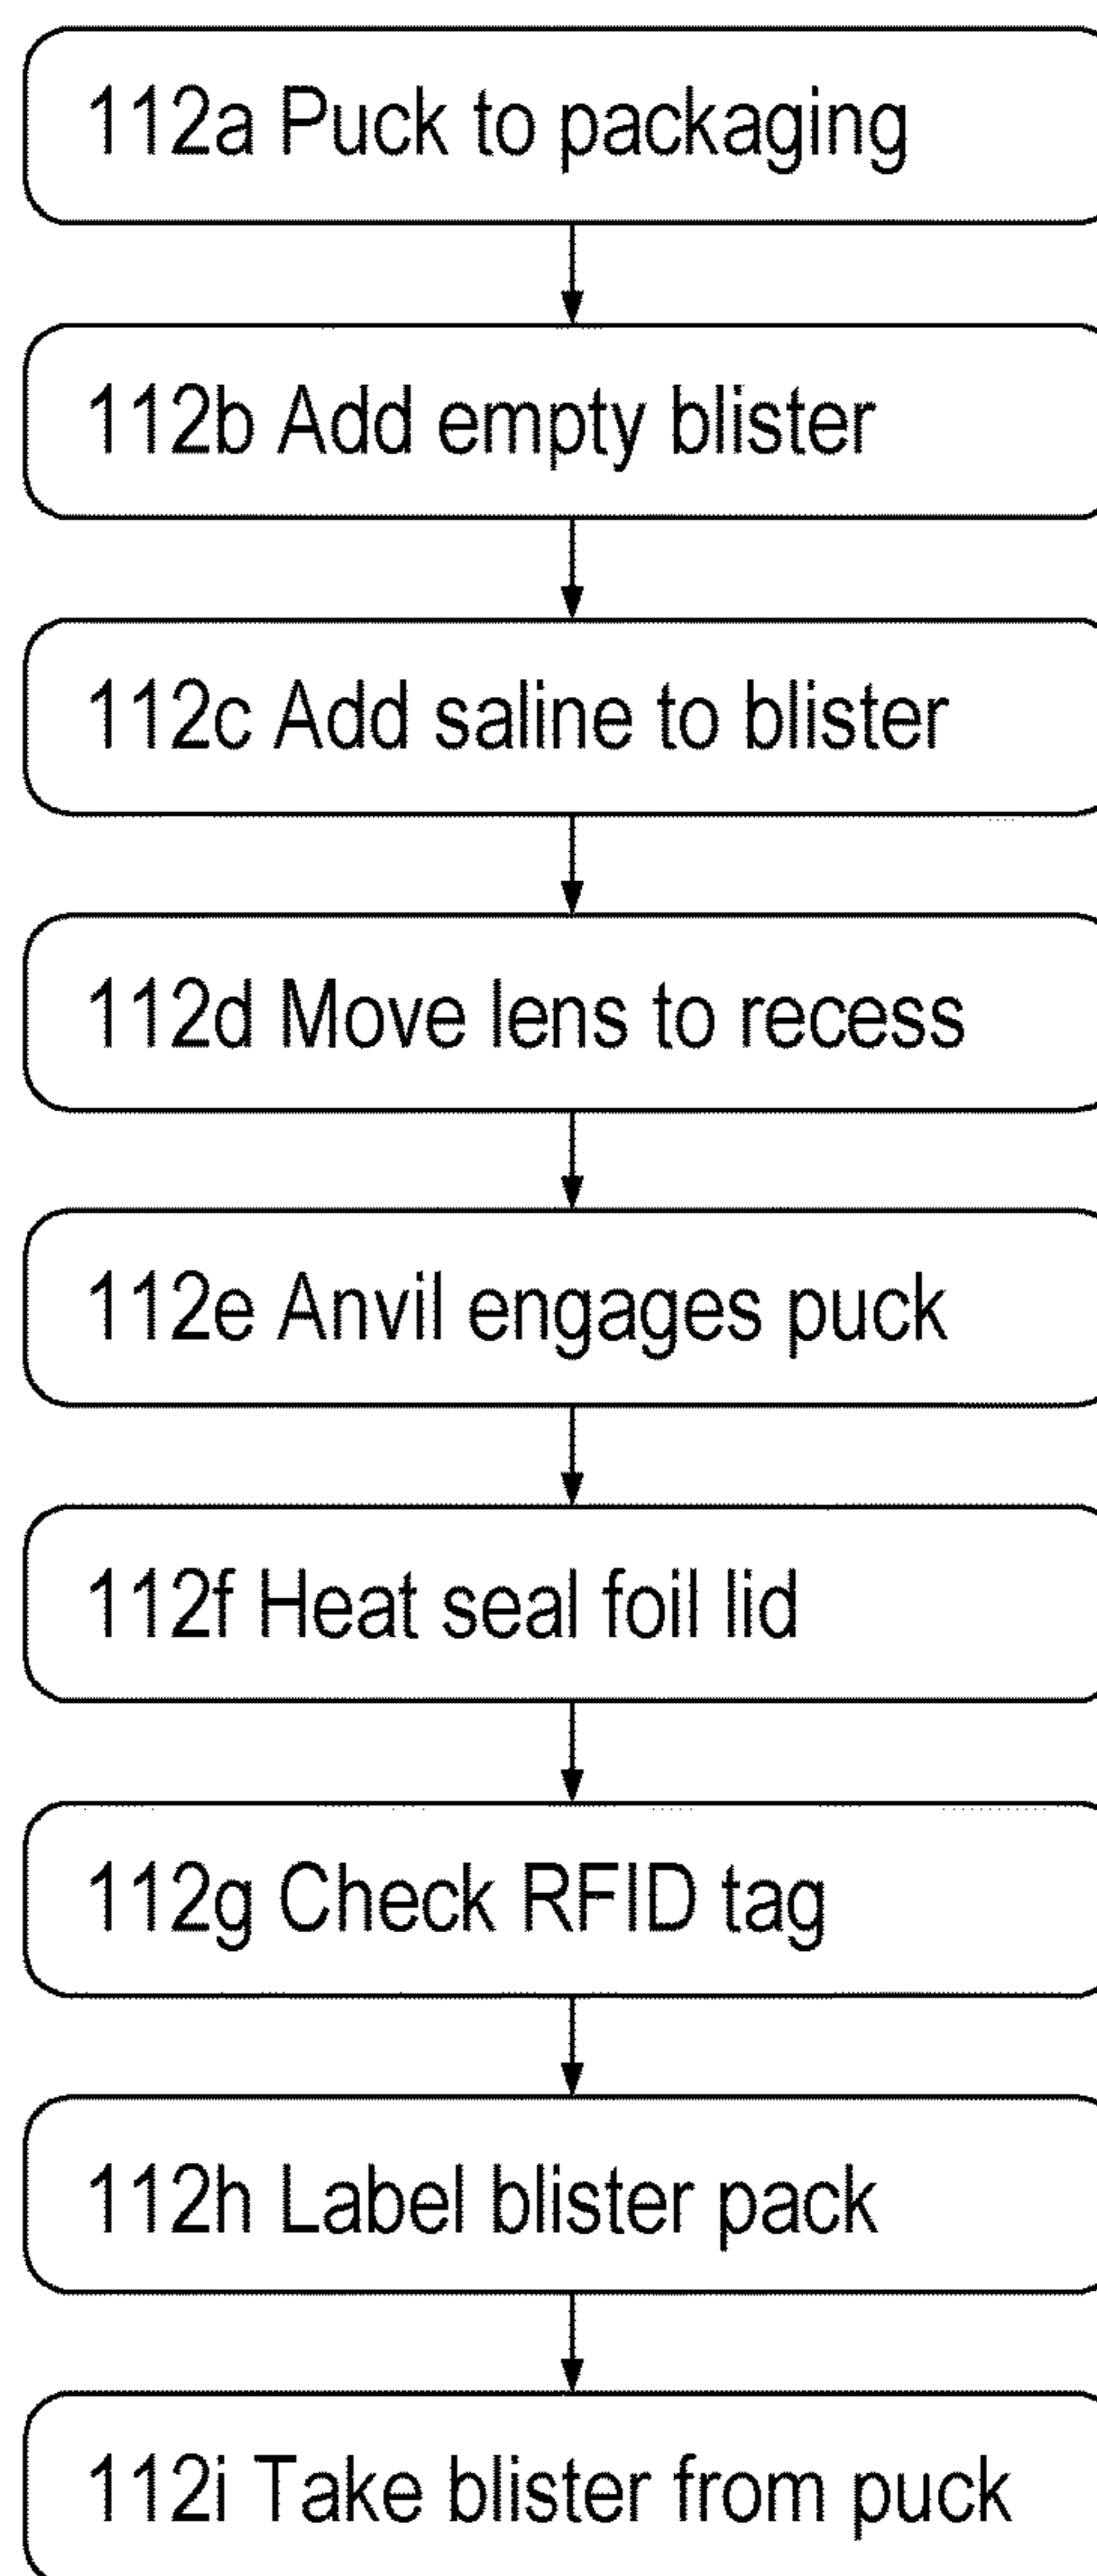 112a Puck to packaging
112b Add empty blister
112c Add saline to blister
112d Move lens to recess
112e Anvil engages puck
112f Heat seal foil lid
112g Check RFID tag
112h Label blister pack
112i Take blister from puck